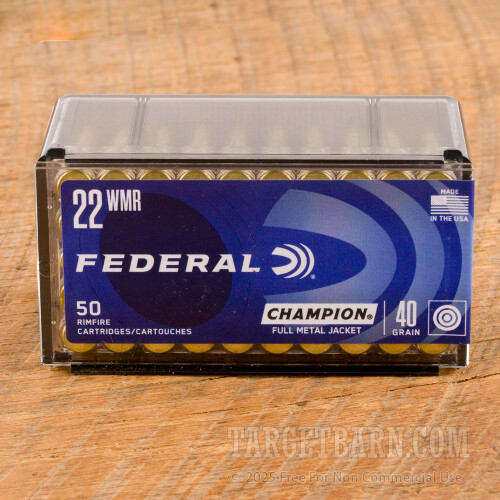 22 WMR
MADE
IN THE USA
FEDERAL®
50
RIMFIRE
CARTRIDGES/CARTOUCHES
CHAMPION®
FULL METAL JACKET
40
GRAIN
TARGETBARN.COM
© 2025 Free For Non Commercial Use